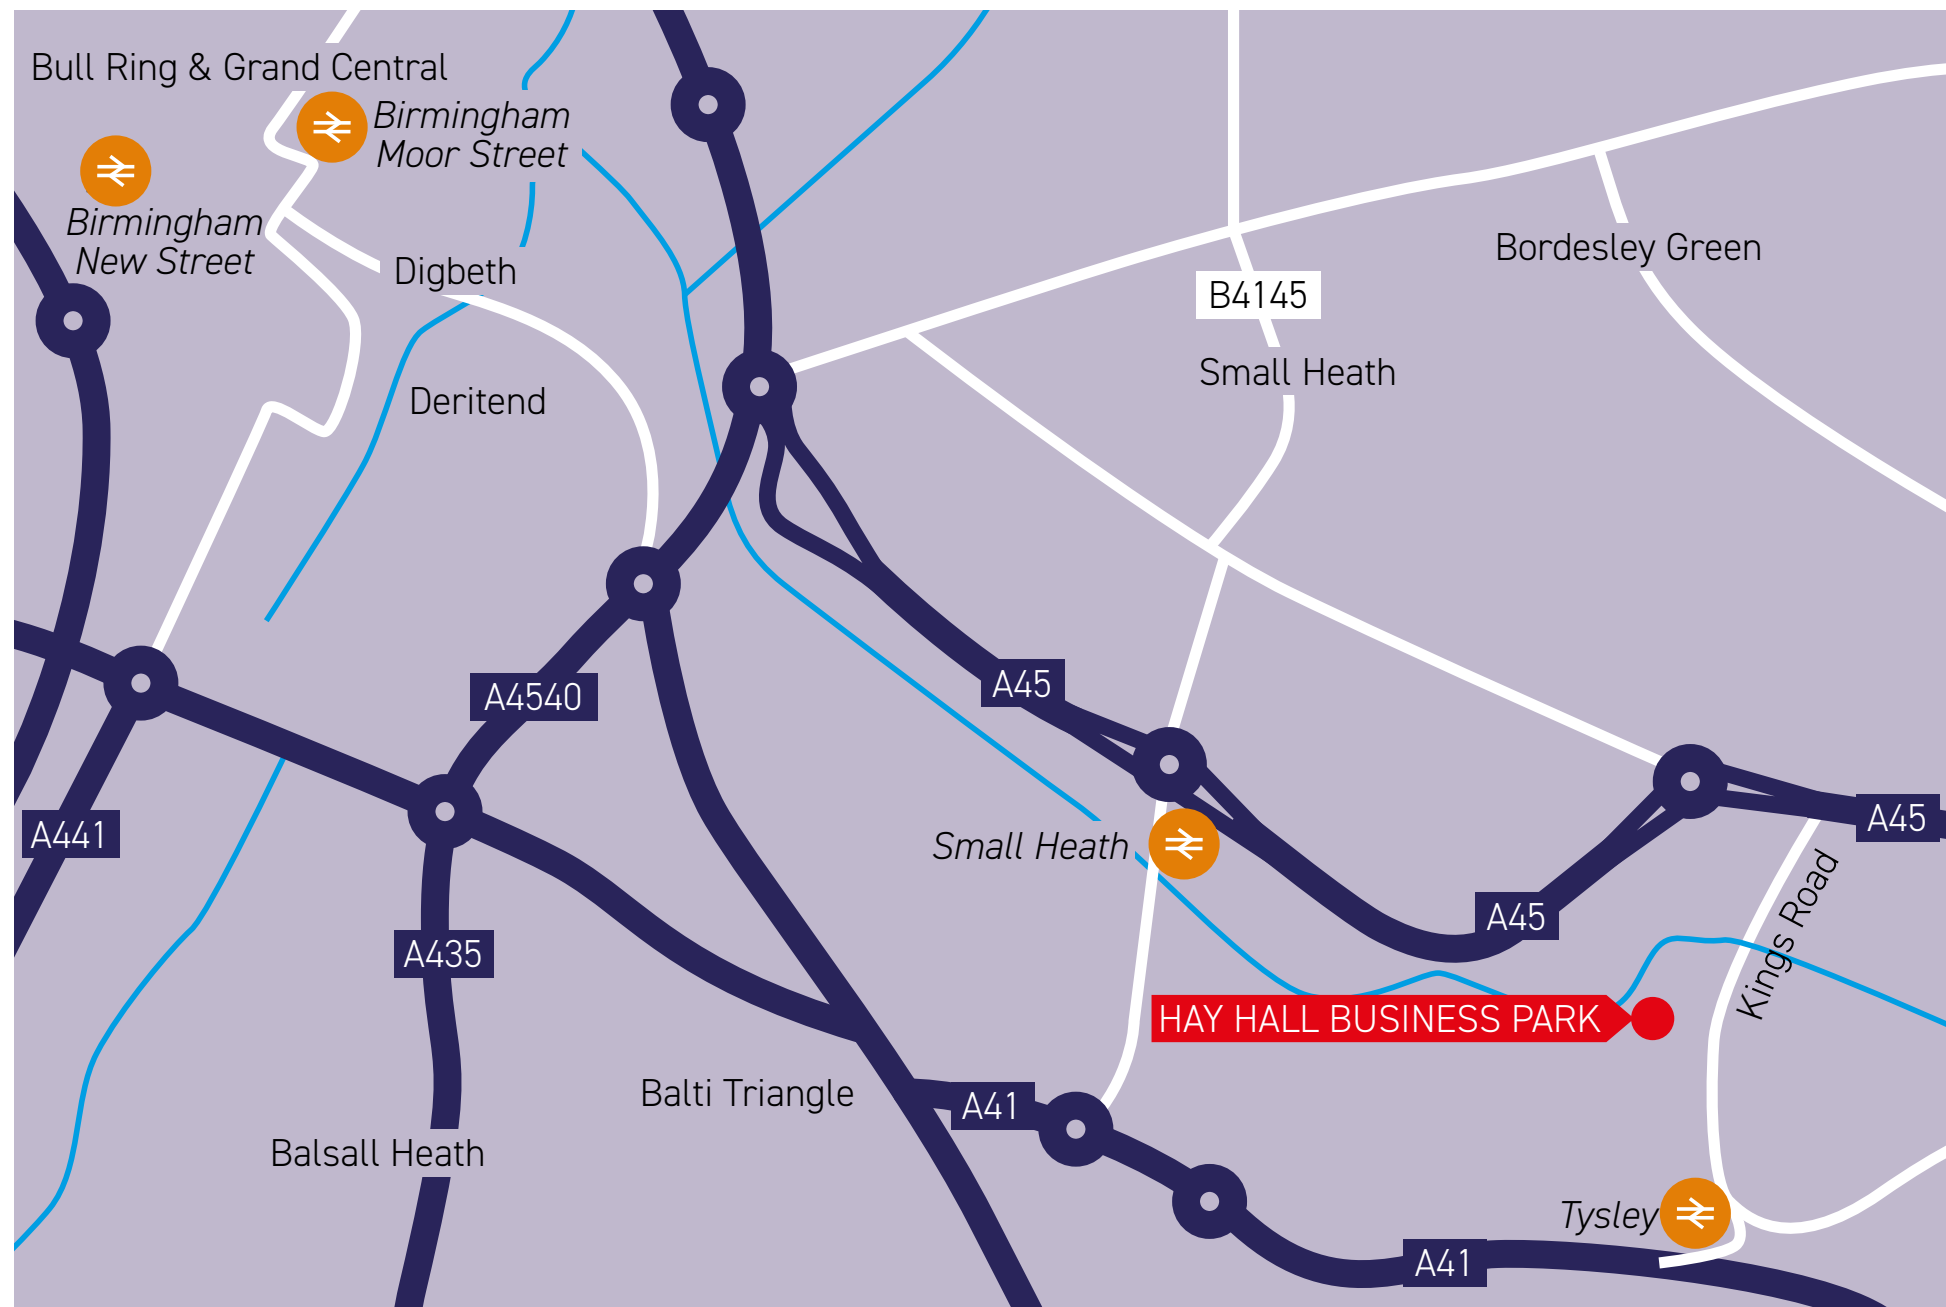 Bull Ring & Grand Central
Birmingham
Moor Street
Birmingham
New Street
Digbeth
Bordesley Green
B4145
Small Heath
Deritend
A45
A4540
A45
A441
Small Heath
Kings Road
A45
A435
HAY HALL BUSINESS PARK
Balti Triangle
A41
Balsall Heath
Tysley
A41